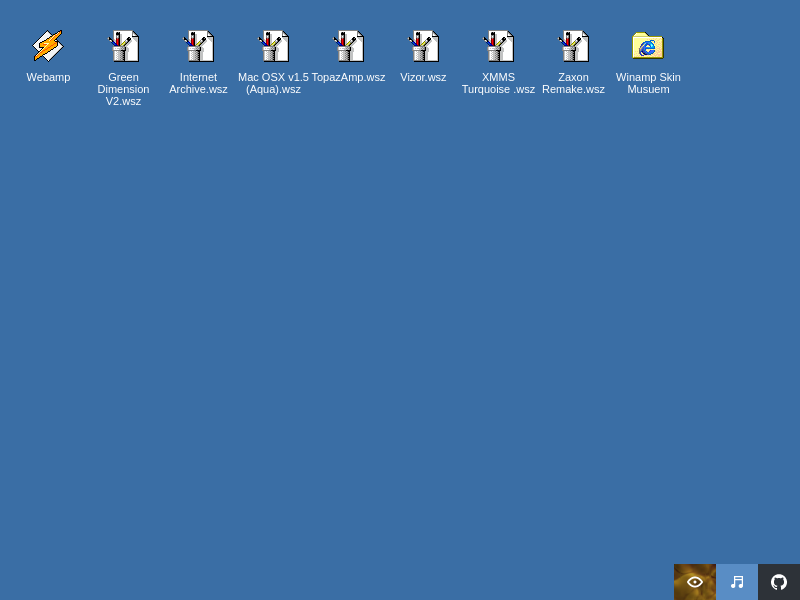 Webamp
Green
Dimension
V2.wsz
Internet
Archive.wsz
Mac OSX v1.5
(Aqua).wsz
TopazAmp.wsz
Vizor.wsz
XMMS
Turquoise .wsz
Zaxon
Remake.wsz
Winamp Skin
Musuem